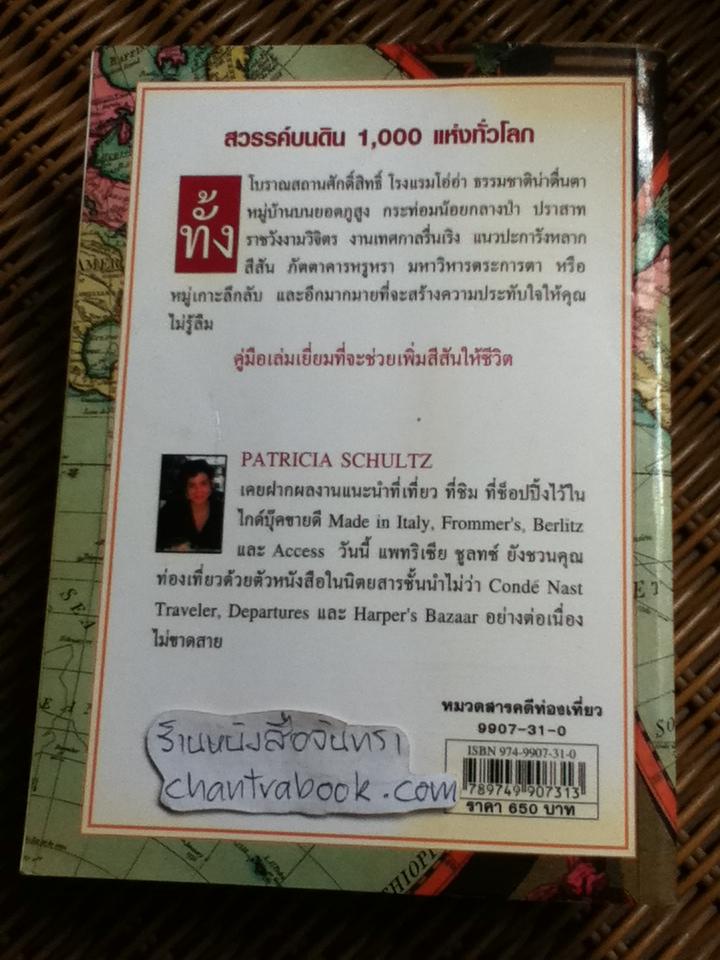 สวรรค์บนดิน 1,000 แห่งทั่วโลก
ทั้ง โบราณสถานศักดิ์สิทธิ์ โรงแรมโอ่อ่า ธรรมชาติน่าตื่นตา
หมู่บ้านบนยอดภูสูง กระท่อมน้อยกลางป่า ปราสาท
ราชวังงามวิจิตร งานเทศกาลรื่นเริง แนวปะการังหลาก
สีสัน ภัตตาคารหรูหรา มหาวิหารตระการตา หรือ
หมู่เกาะลึกลับ และอีกมากมายที่จะสร้างความประทับใจให้คุณ
ไม่รู้ลืม
คู่มือเล่มเยี่ยมที่จะช่วยเพิ่มสีสันให้ชีวิต
PATRICIA SCHULTZ
เคยฝากผลงานแนะนำที่เที่ยว ที่ชิม ที่ช็อปปิ้งไว้ใน
ไกด์บุ๊คขายดี Made in Italy, Frommer's, Berlitz
และ Access วันนี้ แพทริเซีย ชูลทซ์ ยังชวนคุณ
ท่องเที่ยวด้วยตัวหนังสือในนิตยสารชั้นนำไม่ว่า Condé Nast
Traveler, Departures และ Harper's Bazaar อย่างต่อเนื่อง
ไม่ขาดสาย
หมวดสารคดีท่องเที่ยว
9907-31-0
ISBN 974-9907-31-0
789749 907313
ราคา 650 บาท
ร้านหนังสือจันทรา
chantrabook.com